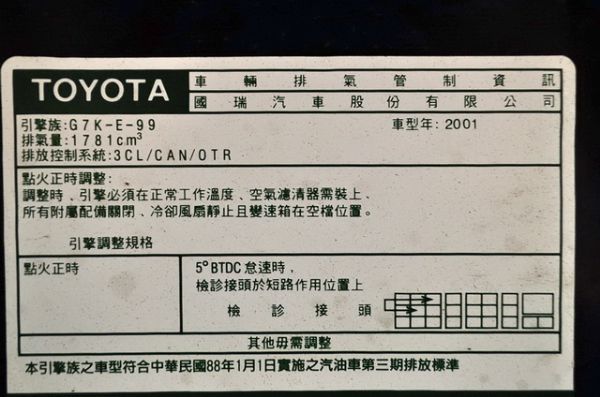 TOYOTA
車輛排氣管制資訊
國瑞汽車股份有限公司
引擎族:G7K-E-99
車型年: 2001
排氣量:1781cm³
排放控制系統:3CL/CAN/OTR
點火正時調整:
調整時﹐引擎必須在正常工作溫度﹑空氣濾清器需裝上﹑
所有附屬配備關閉﹑冷卻風扇靜止且變速箱在空檔位置。
引擎調整規格
點火正時
5°BTDC 怠速時﹐
檢診接頭於短路作用位置上
檢診接頭
其他毋需調整
本引擎族之車型符合中華民國88年1月1日實施之汽油車第三期排放標準